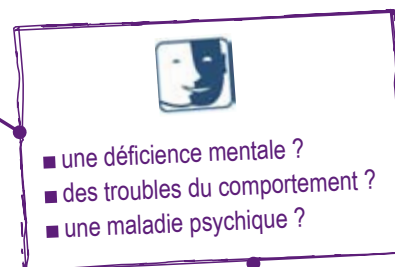 ■ une déficience mentale ?
■ des troubles du comportement ?
■ une maladie psychique ?